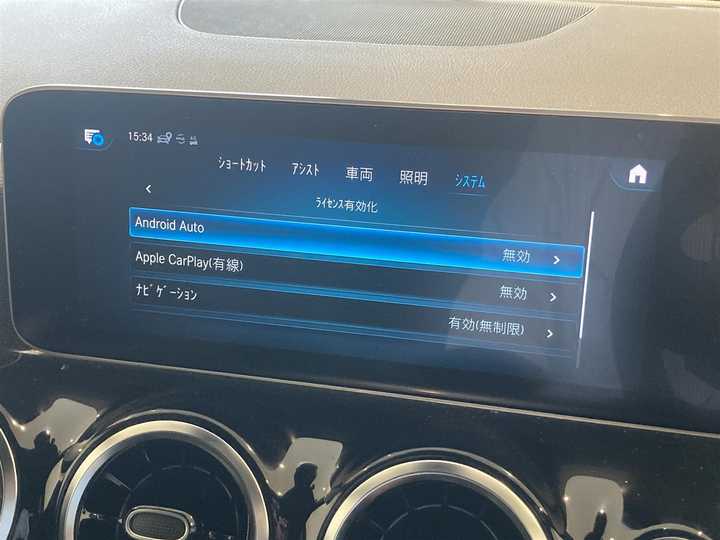 15:34
ｼｮｰﾄｶｯﾄ ｱｼｽﾄ 車両 照明 ｼｽﾃﾑ
ﾗｲｾﾝｽ有効化
Android Auto 無効
Apple CarPlay(有線) 無効
ﾅﾋﾞｹﾞｰｼｮﾝ 有効(無制限)